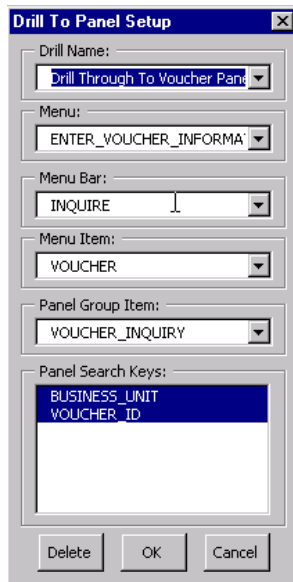 Drill To Panel Setup
Drill Name:
Drill Through To Voucher Pane
Menu:
ENTER_VOUCHER_INFORMA
Menu Bar:
INQUIRE
Menu Item:
VOUCHER
Panel Group Item:
VOUCHER_INQUIRY
Panel Search Keys:
BUSINESS_UNIT
VOUCHER_ID
Delete OK Cancel